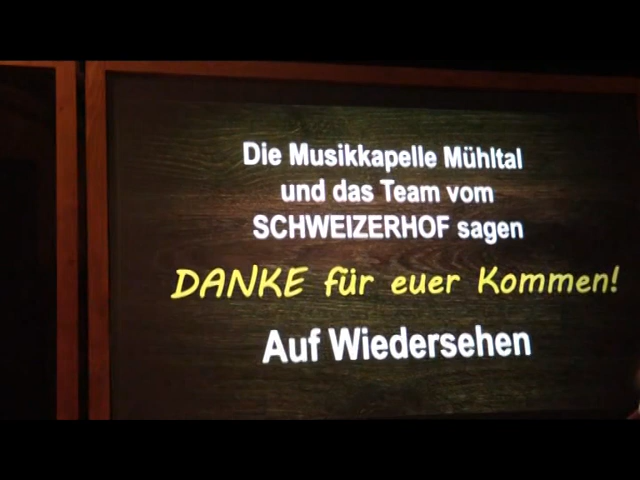 Die Musikkapelle Mühltal
und das Team vom
SCHWEIZERHOF sagen
DANKE für euer Kommen!
Auf Wiedersehen